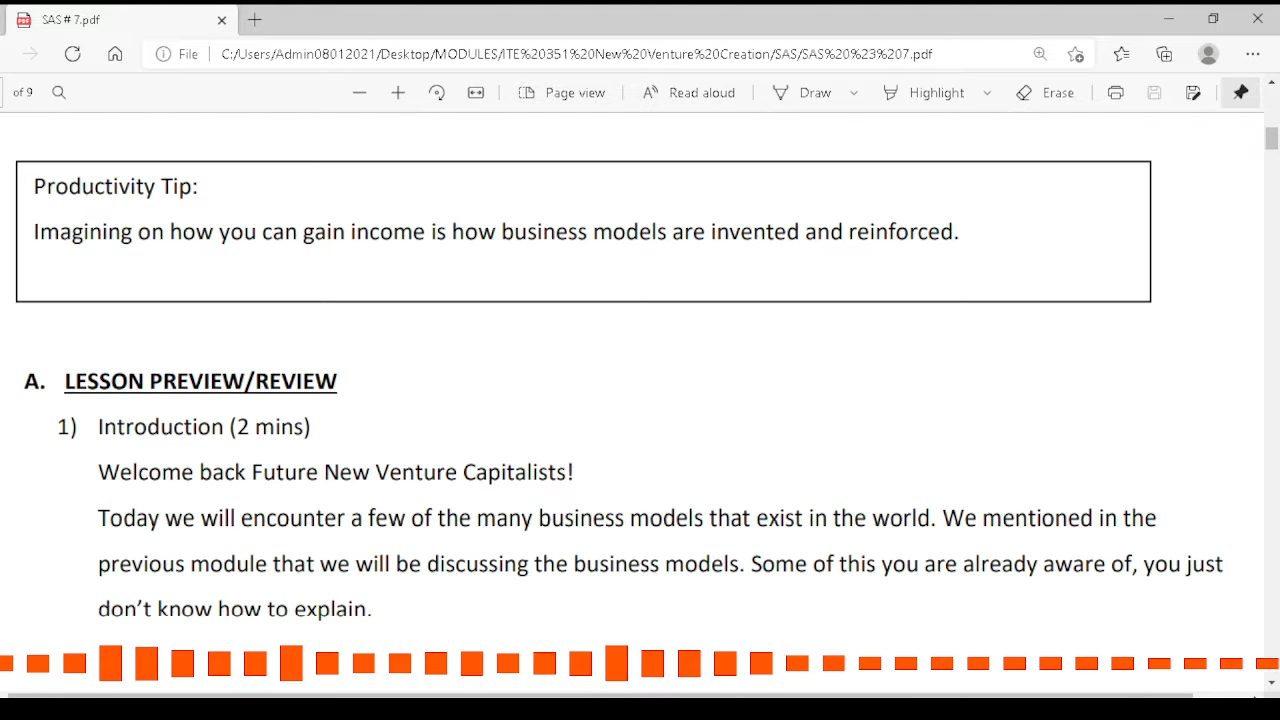 SAS # 7.pdf
File
C:/Users/Admin08012021/Desktop/MODULES/ITE%20351%20New%20Venture%20Creation/SAS/SAS%20%23%207.pdf
of 9
Page view
Read aloud
Draw
Highlight
Erase
Productivity Tip:
Imagining on how you can gain income is how business models are invented and reinforced.
A. LESSON PREVIEW/REVIEW
1) Introduction (2 mins)
Welcome back Future New Venture Capitalists!
Today we will encounter a few of the many business models that exist in the world. We mentioned in the
previous module that we will be discussing the business models. Some of this you are already aware of, you just
don’t know how to explain.